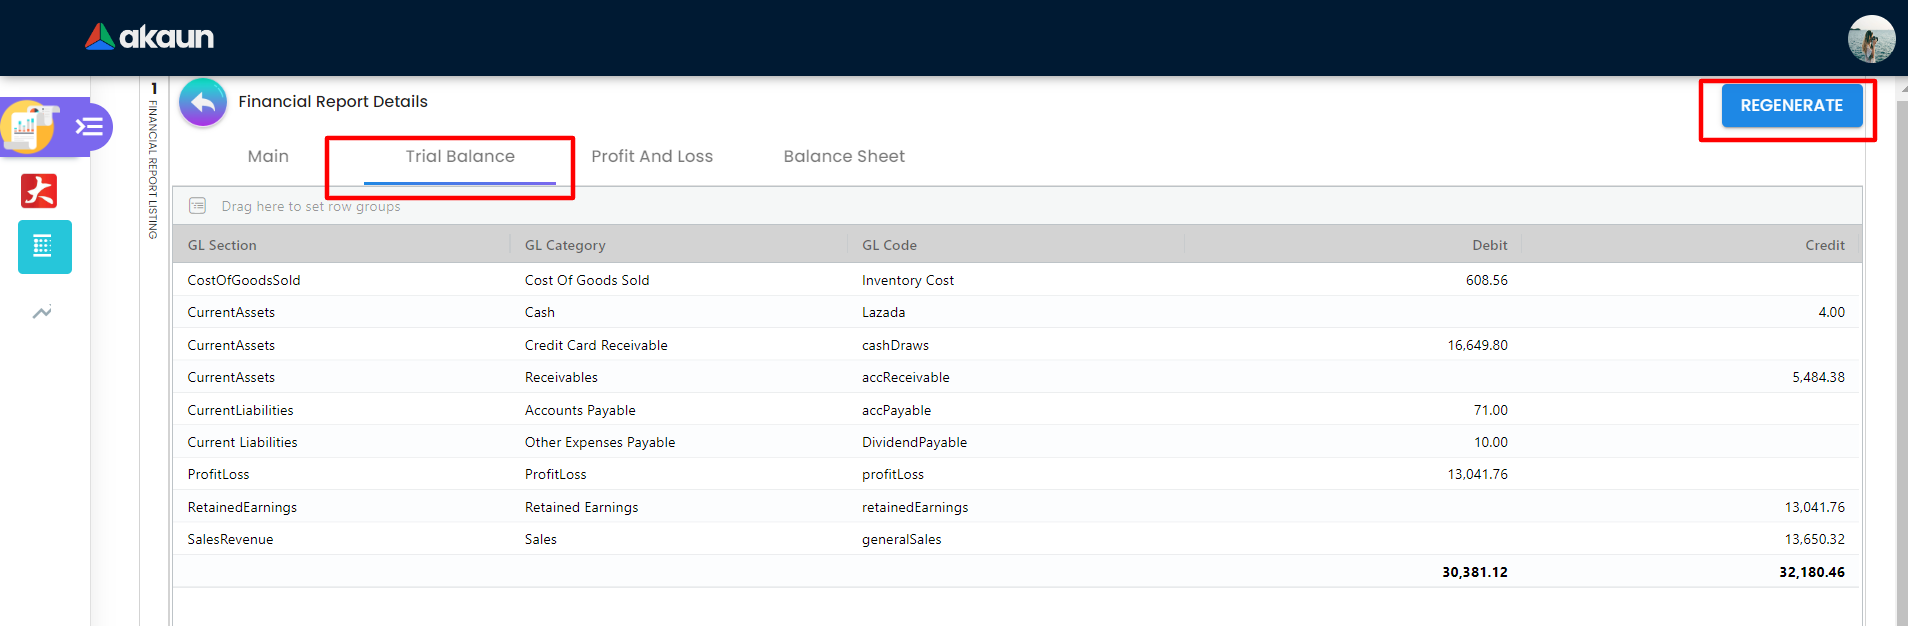 akaun
1 FINANCIAL REPORT LISTING
Financial Report Details
REGENERATE
Main Trial Balance Profit And Loss Balance Sheet
Drag here to set row groups
GL Section GL Category GL Code Debit Credit
CostOfGoodsSold Cost Of Goods Sold Inventory Cost 608.56
CurrentAssets Cash Lazada 4.00
CurrentAssets Credit Card Receivable cashDraws 16,649.80
CurrentAssets Receivables accReceivable 5,484.38
CurrentLiabilities Accounts Payable accPayable 71.00
Current Liabilities Other Expenses Payable DividendPayable 10.00
ProfitLoss ProfitLoss profitLoss 13,041.76
RetainedEarnings Retained Earnings retainedEarnings 13,041.76
SalesRevenue Sales generalSales 13,650.32
30,381.12 32,180.46